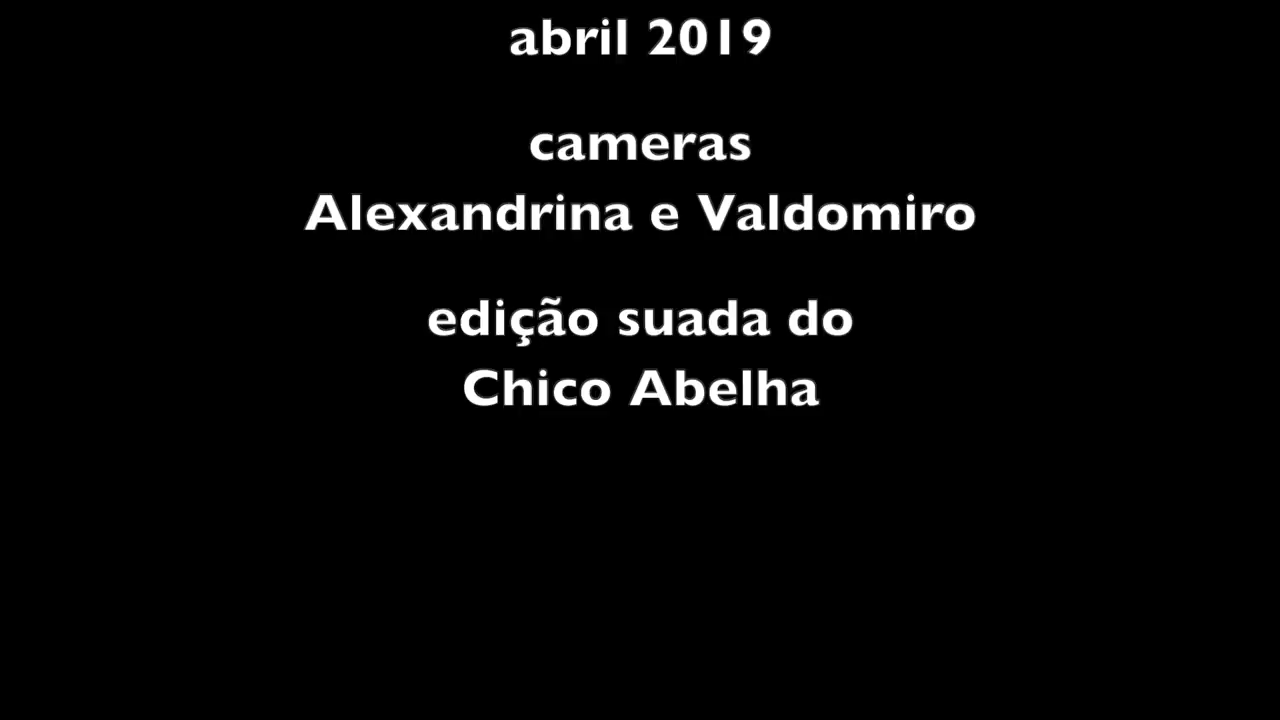 abril 2019
cameras
Alexandrina e Valdomiro
edição suada do
Chico Abelha